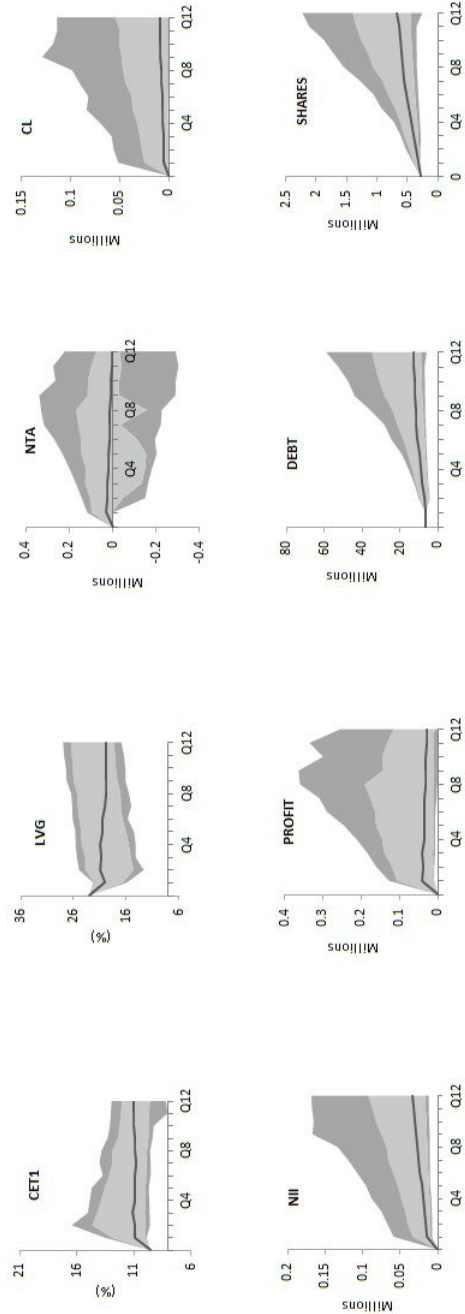 CET1
(%)
21
16
11
6
Q4
Q8
Q12
LVG
(%)
36
26
16
6
Q4
Q8
Q12
NTA
Millions
0.4
0.2
0
-0.2
-0.4
Q4
Q8
Q12
CL
Millions
0.15
0.1
0.05
0
0
Q4
Q8
Q12
NII
Millions
0.2
0.15
0.1
0.05
0
Q4
Q8
Q12
PROFIT
Millions
0.4
0.3
0.2
0.1
0
Q4
Q8
Q12
DEBT
Millions
80
60
40
20
0
0
Q4
Q8
Q12
SHARES
Millions
2.5
2
1.5
1
0.5
0
0
Q4
Q8
Q12